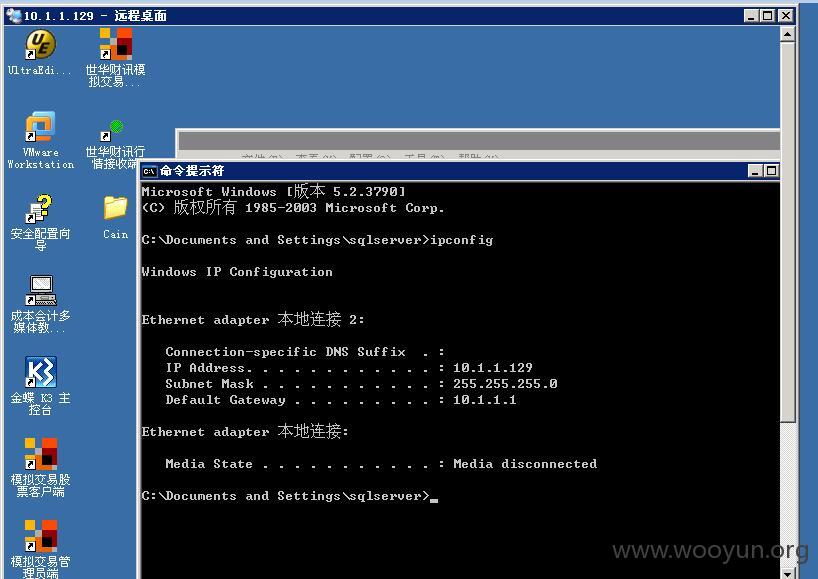 10.1.1.129 - 远程桌面
UltraEdi...
世华财讯模
拟交易...
VMware
Workstation
世华财讯行
情接收端
安全配置向
导
Cain
成本会计多
媒体教...
金蝶 K3 主
控台
模拟交易股
票客户端
模拟交易管
理员端
命令提示符
Microsoft Windows [版本 5.2.3790]
(C) 版权所有 1985-2003 Microsoft Corp.
C:\Documents and Settings\sqlserver>ipconfig
Windows IP Configuration
Ethernet adapter 本地连接 2:
Connection-specific DNS Suffix  . :
IP Address. . . . . . . . . . . . : 10.1.1.129
Subnet Mask . . . . . . . . . . . : 255.255.255.0
Default Gateway . . . . . . . . . : 10.1.1.1
Ethernet adapter 本地连接:
Media State . . . . . . . . . . . : Media disconnected
C:\Documents and Settings\sqlserver>_
www.wooyun.org